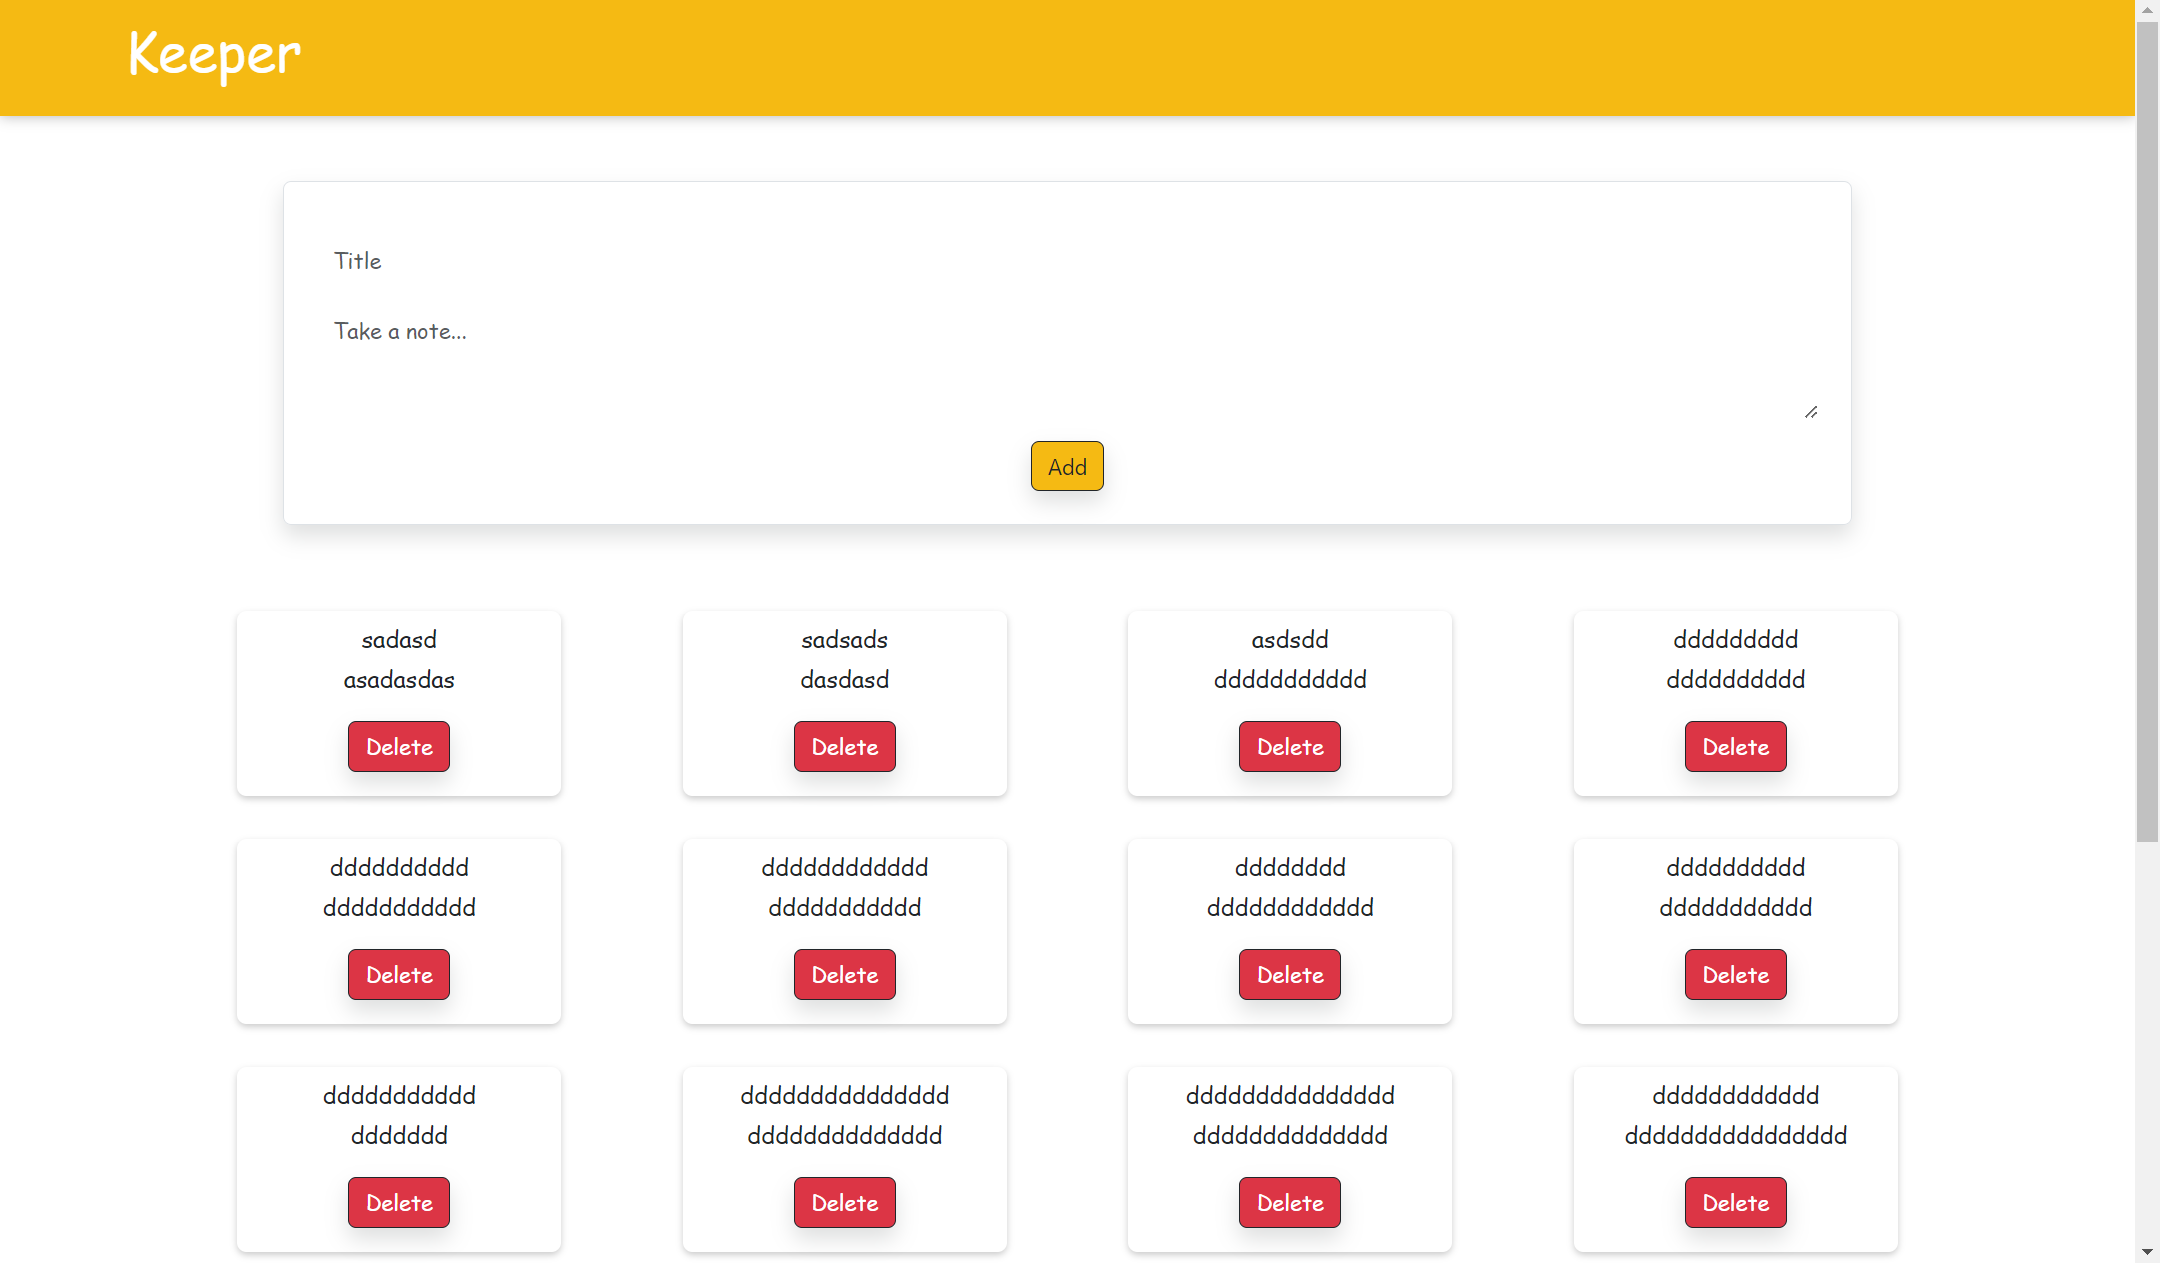 Keeper
Title
Take a note...
Add
sadasd
asadasdas
Delete
sadsads
dasdasd
Delete
asdsdd
ddddddddddd
Delete
ddddddddd
dddddddddd
Delete
dddddddddd
ddddddddddd
Delete
dddddddddddd
ddddddddddd
Delete
dddddddd
dddddddddddd
Delete
dddddddddd
ddddddddddd
Delete
ddddddddddd
ddddddd
Delete
ddddddddddddddd
dddddddddddddd
Delete
ddddddddddddddd
dddddddddddddd
Delete
dddddddddddd
dddddddddddddddd
Delete